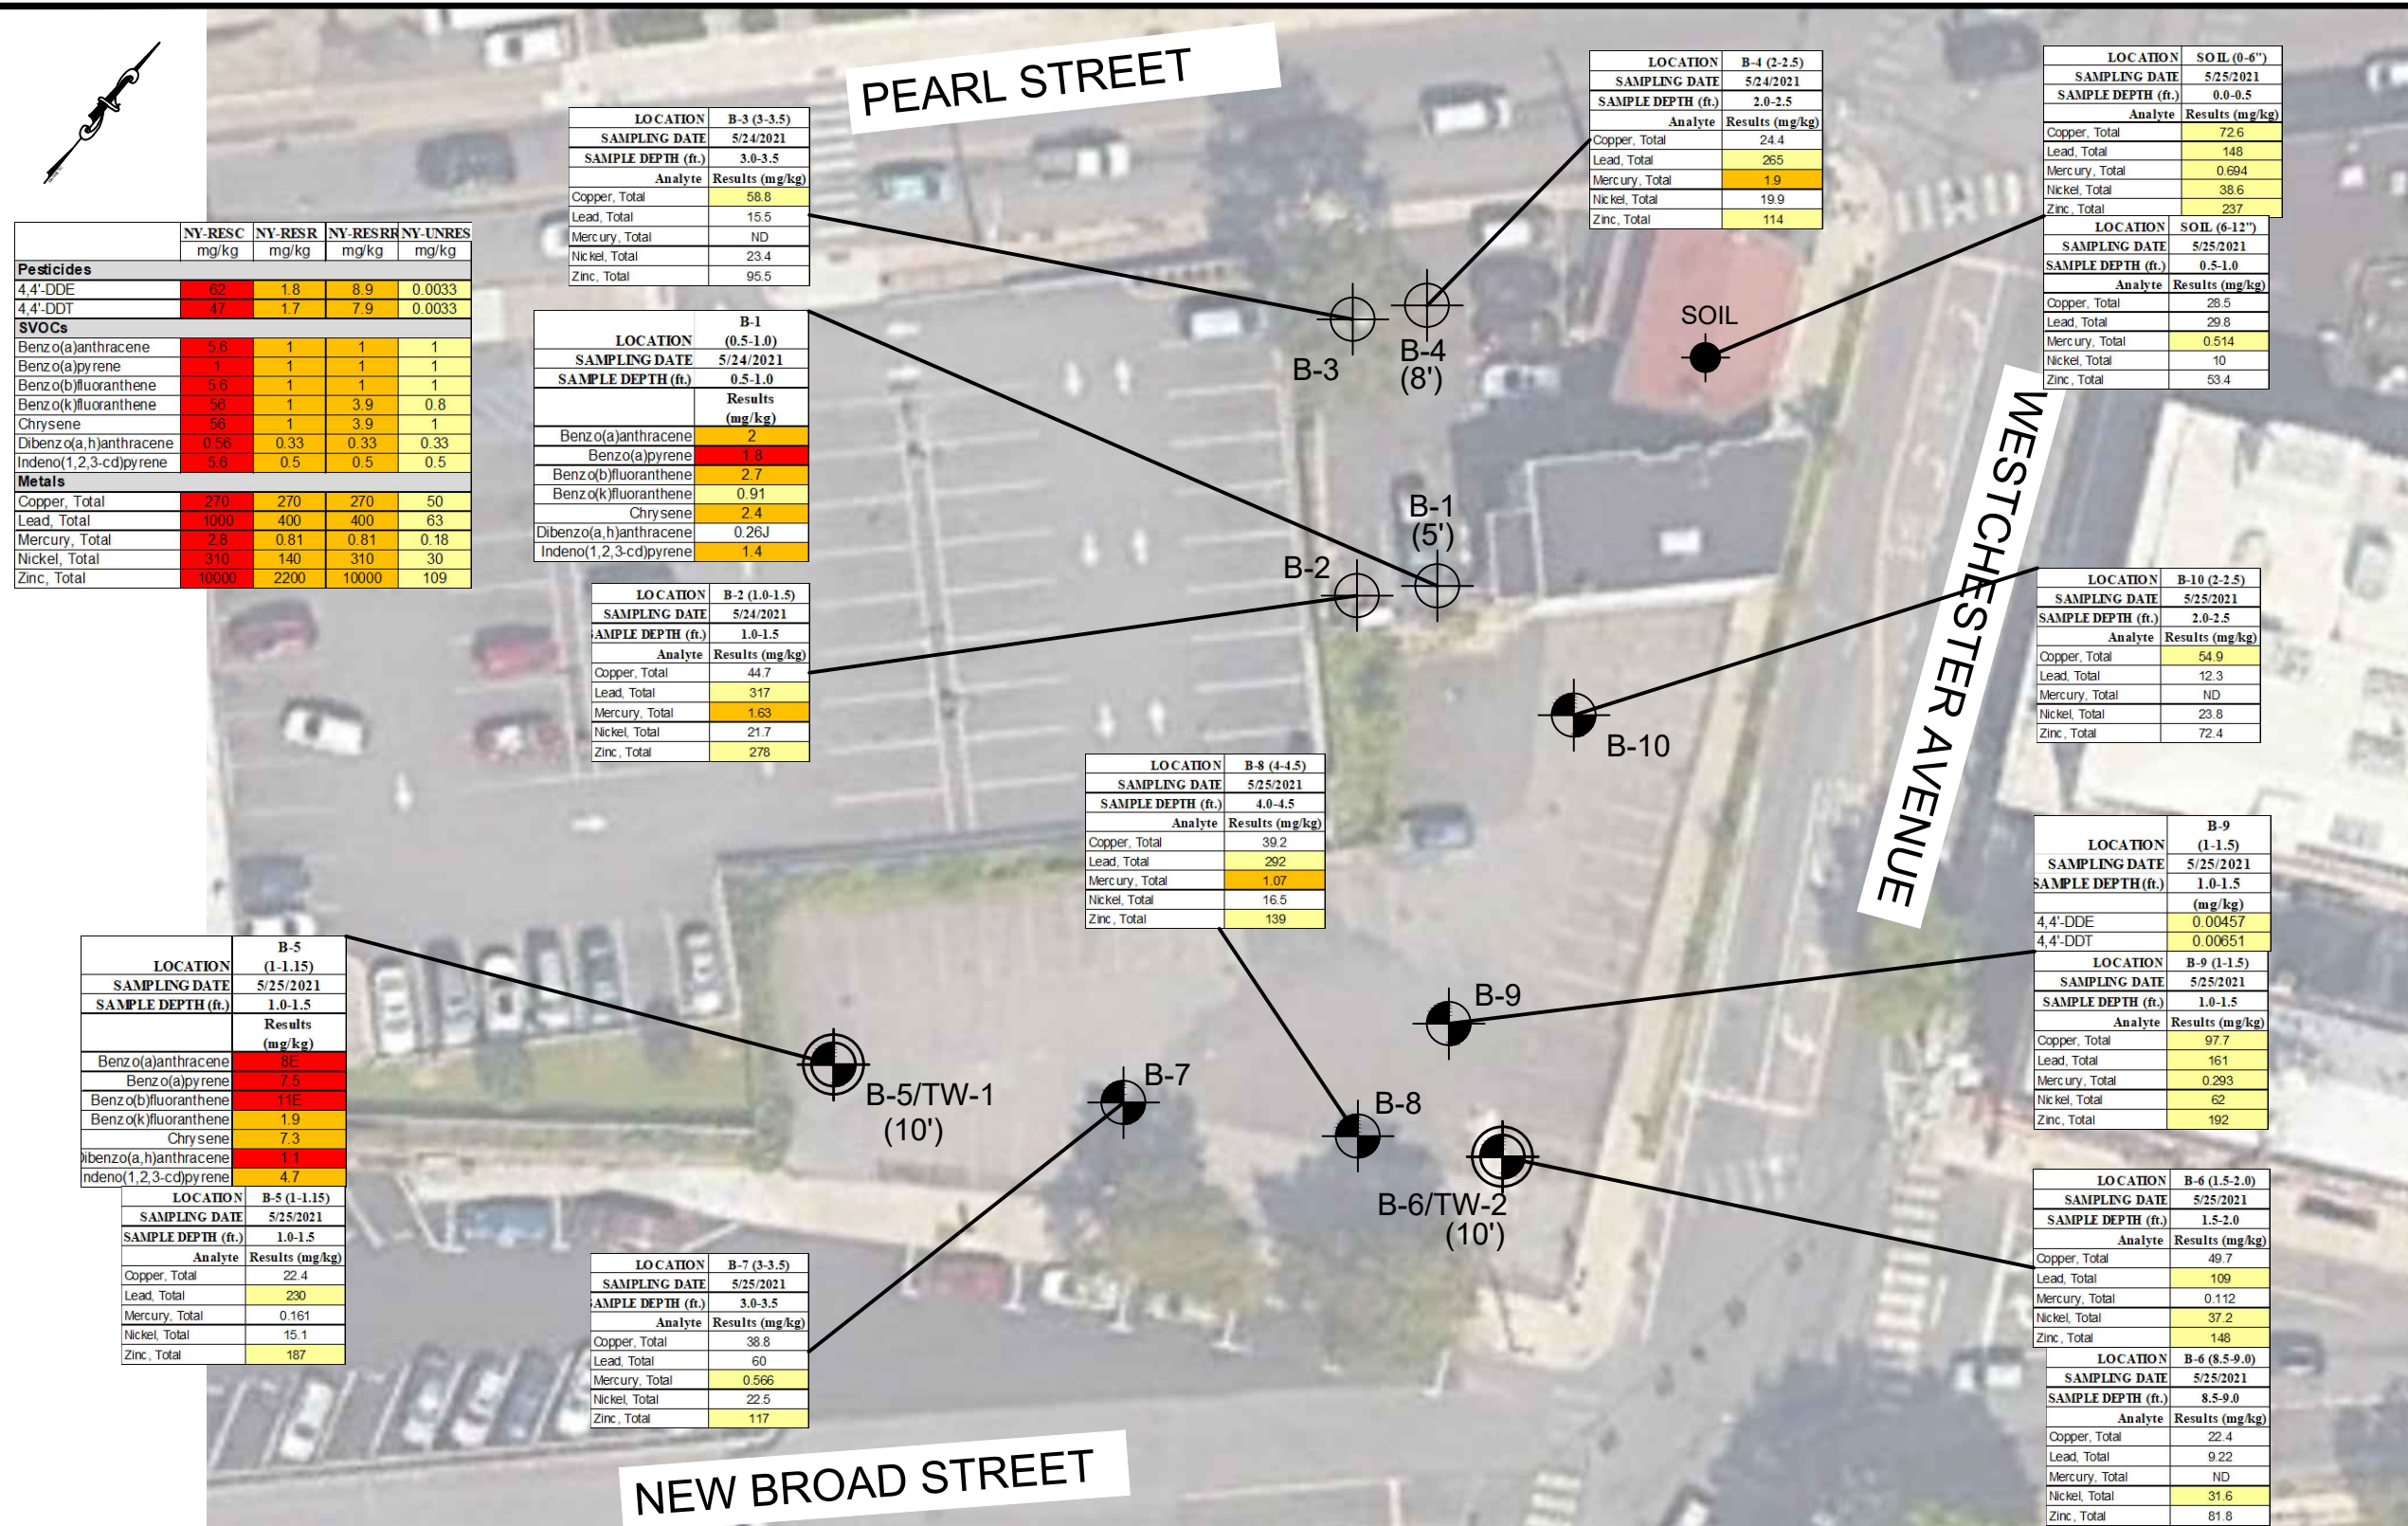 PEARL STREET
NY-RESC NY-RESR NY-RESRR NY-UNRES
mg/kg mg/kg mg/kg mg/kg
Pesticides
4,4'-DDE 62 1.8 8.9 0.0033
4,4'-DDT 47 1.7 7.9 0.0033
SVOCs
Benzo(a)anthracene 5.6 1 1 1
Benzo(a)pyrene 1 1 1 1
Benzo(b)fluoranthene 5.6 1 1 1
Benzo(k)fluoranthene 56 1 3.9 0.8
Chrysene 56 1 3.9 1
Dibenzo(a,h)anthracene 0.56 0.33 0.33 0.33
Indeno(1,2,3-cd)pyrene 5.6 0.5 0.5 0.5
Metals
Copper, Total 270 270 270 50
Lead, Total 1000 400 400 63
Mercury, Total 2.8 0.81 0.81 0.18
Nickel, Total 310 140 310 30
Zinc, Total 10000 2200 10000 109
LOCATION B-3 (3-3.5)
SAMPLING DATE 5/24/2021
SAMPLE DEPTH (ft.) 3.0-3.5
Analyte Results (mg/kg)
Copper, Total 58.8
Lead, Total 15.5
Mercury, Total ND
Nickel, Total 23.4
Zinc, Total 95.5
B-1
LOCATION (0.5-1.0)
SAMPLING DATE 5/24/2021
SAMPLE DEPTH (ft.) 0.5-1.0
Results
(mg/kg)
Benzo(a)anthracene 2
Benzo(a)pyrene 1.8
Benzo(b)fluoranthene 2.7
Benzo(k)fluoranthene 0.91
Chrysene 2.4
Dibenzo(a,h)anthracene 0.26J
Indeno(1,2,3-cd)pyrene 1.4
LOCATION B-2 (1.0-1.5)
SAMPLING DATE 5/24/2021
SAMPLE DEPTH (ft.) 1.0-1.5
Analyte Results (mg/kg)
Copper, Total 44.7
Lead, Total 317
Mercury, Total 1.63
Nickel, Total 21.7
Zinc, Total 278
LOCATION B-4 (2-2.5)
SAMPLING DATE 5/24/2021
SAMPLE DEPTH (ft.) 2.0-2.5
Analyte Results (mg/kg)
Copper, Total 24.4
Lead, Total 265
Mercury, Total 1.9
Nickel, Total 19.9
Zinc, Total 114
LOCATION SOIL (0-6")
SAMPLING DATE 5/25/2021
SAMPLE DEPTH (ft.) 0.0-0.5
Analyte Results (mg/kg)
Copper, Total 72.6
Lead, Total 148
Mercury, Total 0.694
Nickel, Total 38.6
Zinc, Total 237
LOCATION SOIL (6-12")
SAMPLING DATE 5/25/2021
SAMPLE DEPTH (ft.) 0.5-1.0
Analyte Results (mg/kg)
Copper, Total 28.5
Lead, Total 29.8
Mercury, Total 0.514
Nickel, Total 10
Zinc, Total 53.4
SOIL
B-3
B-4
(8')
B-1
(5')
B-2
B-10
WESTCHESTER AVENUE
LOCATION B-10 (2-2.5)
SAMPLING DATE 5/25/2021
SAMPLE DEPTH (ft.) 2.0-2.5
Analyte Results (mg/kg)
Copper, Total 54.9
Lead, Total 12.3
Mercury, Total ND
Nickel, Total 23.8
Zinc, Total 72.4
LOCATION B-8 (4-4.5)
SAMPLING DATE 5/25/2021
SAMPLE DEPTH (ft.) 4.0-4.5
Analyte Results (mg/kg)
Copper, Total 39.2
Lead, Total 292
Mercury, Total 1.07
Nickel, Total 16.5
Zinc, Total 139
B-9
LOCATION (1-1.5)
SAMPLING DATE 5/25/2021
SAMPLE DEPTH (ft.) 1.0-1.5
(mg/kg)
4,4'-DDE 0.00457
4,4'-DDT 0.00651
LOCATION B-9 (1-1.5)
SAMPLING DATE 5/25/2021
SAMPLE DEPTH (ft.) 1.0-1.5
Analyte Results (mg/kg)
Copper, Total 97.7
Lead, Total 161
Mercury, Total 0.293
Nickel, Total 62
Zinc, Total 192
B-5
LOCATION (1-1.15)
SAMPLING DATE 5/25/2021
SAMPLE DEPTH (ft.) 1.0-1.5
Results
(mg/kg)
Benzo(a)anthracene 8E
Benzo(a)pyrene 7.5
Benzo(b)fluoranthene 11E
Benzo(k)fluoranthene 1.9
Chrysene 7.3
ibenzo(a,h)anthracene 1.1
ndeno(1,2,3-cd)pyrene 4.7
LOCATION B-5 (1-1.15)
SAMPLING DATE 5/25/2021
SAMPLE DEPTH (ft.) 1.0-1.5
Analyte Results (mg/kg)
Copper, Total 22.4
Lead, Total 230
Mercury, Total 0.161
Nickel, Total 15.1
Zinc, Total 187
B-9
B-7
B-8
B-5/TW-1
(10')
B-6/TW-2
(10')
LOCATION B-7 (3-3.5)
SAMPLING DATE 5/25/2021
SAMPLE DEPTH (ft.) 3.0-3.5
Analyte Results (mg/kg)
Copper, Total 38.8
Lead, Total 60
Mercury, Total 0.566
Nickel, Total 22.5
Zinc, Total 117
LOCATION B-6 (1.5-2.0)
SAMPLING DATE 5/25/2021
SAMPLE DEPTH (ft.) 1.5-2.0
Analyte Results (mg/kg)
Copper, Total 49.7
Lead, Total 109
Mercury, Total 0.112
Nickel, Total 37.2
Zinc, Total 148
LOCATION B-6 (8.5-9.0)
SAMPLING DATE 5/25/2021
SAMPLE DEPTH (ft.) 8.5-9.0
Analyte Results (mg/kg)
Copper, Total 22.4
Lead, Total 9.22
Mercury, Total ND
Nickel, Total 31.6
Zinc, Total 81.8
NEW BROAD STREET